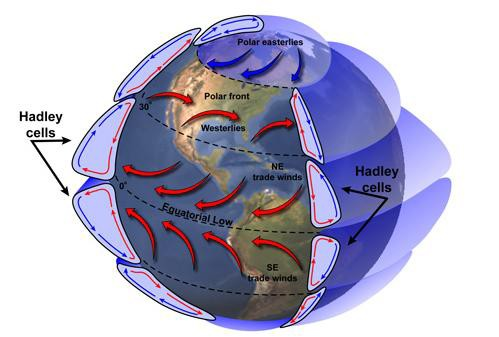 Polar easterlies
Polar front
30°
Hadley
cells
Westerlies
NE
trade winds
Hadley
cells
0°
Equatorial Low
SE
trade winds